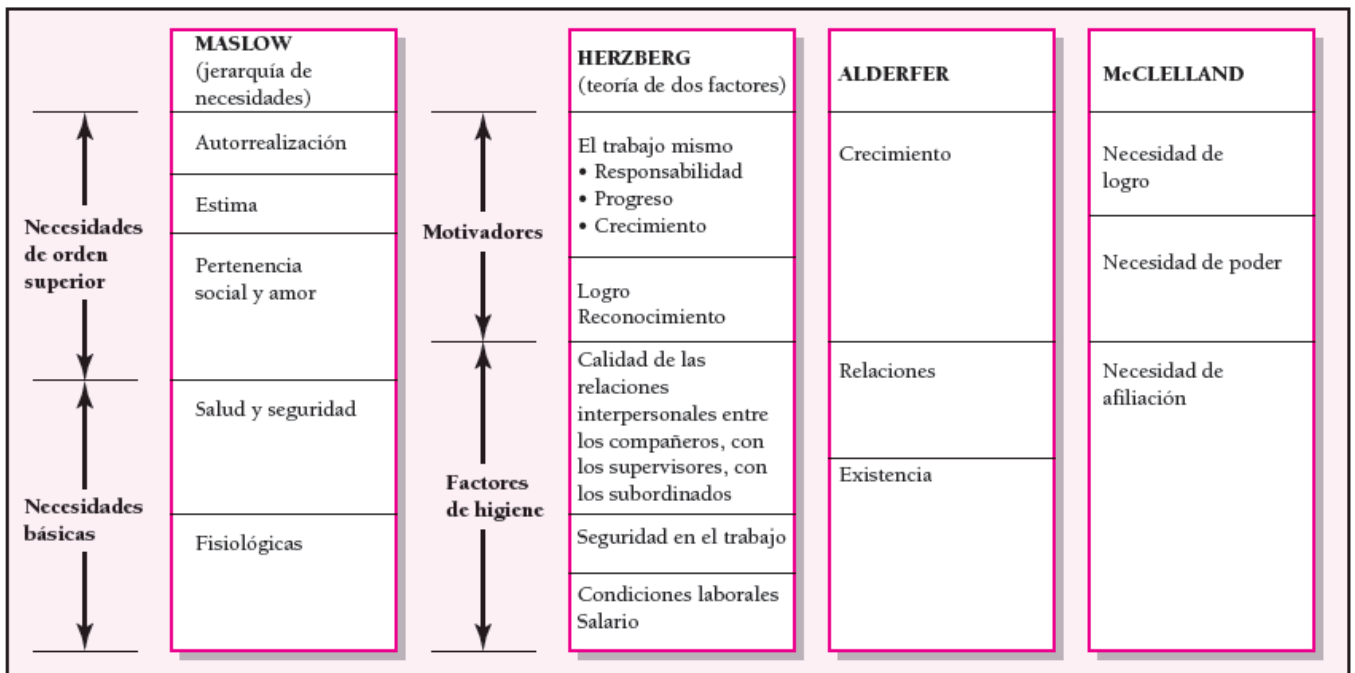 MASLOW
(jerarquía de
necesidades)
Autorrealización
Estima
Pertenencia
social y amor
Salud y seguridad
Fisiológicas
Necesidades
de orden
superior
Necesidades
básicas
HERZBERG
(teoría de dos factores)
El trabajo mismo
• Responsabilidad
• Progreso
• Crecimiento
Logro
Reconocimiento
Calidad de las
relaciones
interpersonales entre
los compañeros, con
los supervisores, con
los subordinados
Seguridad en el trabajo
Condiciones laborales
Salario
Motivadores
Factores
de higiene
ALDERFER
Crecimiento
Relaciones
Existencia
McCLELLAND
Necesidad de
logro
Necesidad de poder
Necesidad de
afiliación